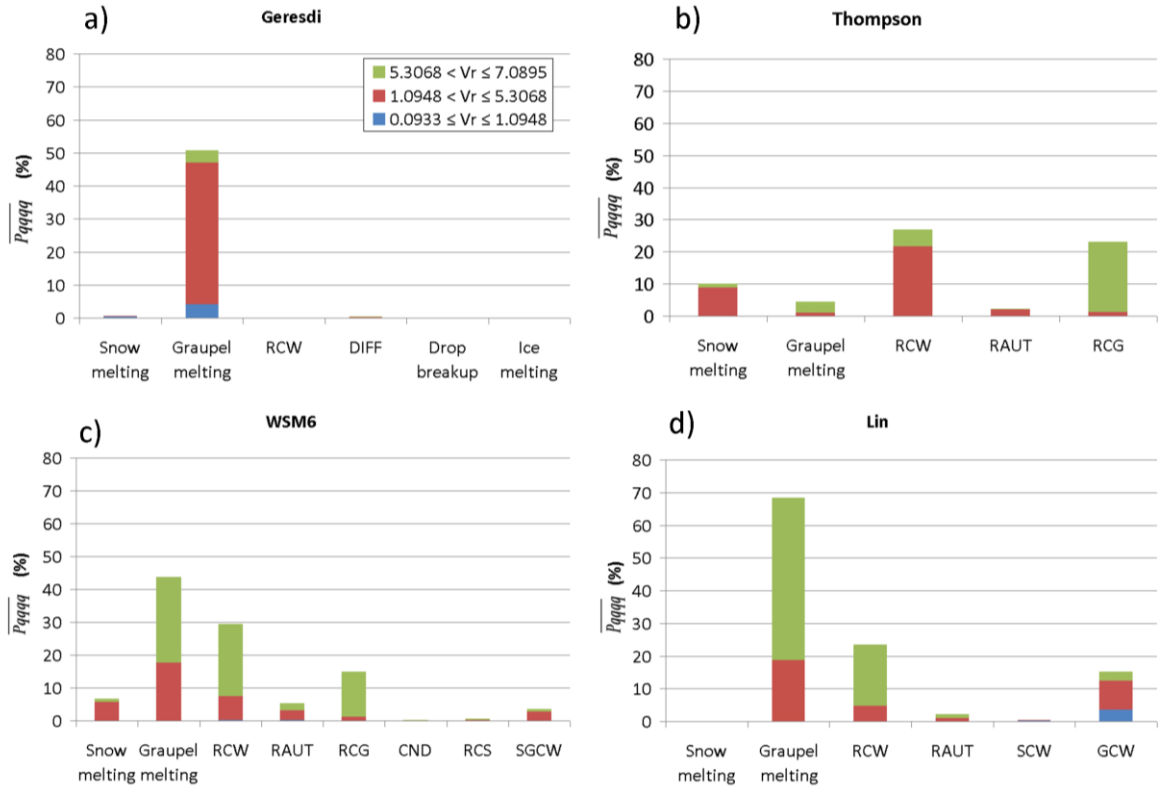 a)
Geresdi
80
70
60
50
40
30
20
10
0
Pqqqq (%)
5.3068 < Vr ≤ 7.0895
1.0948 < Vr ≤ 5.3068
0.0933 ≤ Vr ≤ 1.0948
Snow melting
Graupel melting
RCW
DIFF
Drop breakup
Ice melting
b)
Thompson
80
70
60
50
40
30
20
10
0
Pqqqq (%)
Snow melting
Graupel melting
RCW
RAUT
RCG
c)
WSM6
80
70
60
50
40
30
20
10
0
Pqqqq (%)
Snow melting
Graupel melting
RCW
RAUT
RCG
CND
RCS
SGCW
d)
Lin
80
70
60
50
40
30
20
10
0
Pqqqq (%)
Snow melting
Graupel melting
RCW
RAUT
SCW
GCW